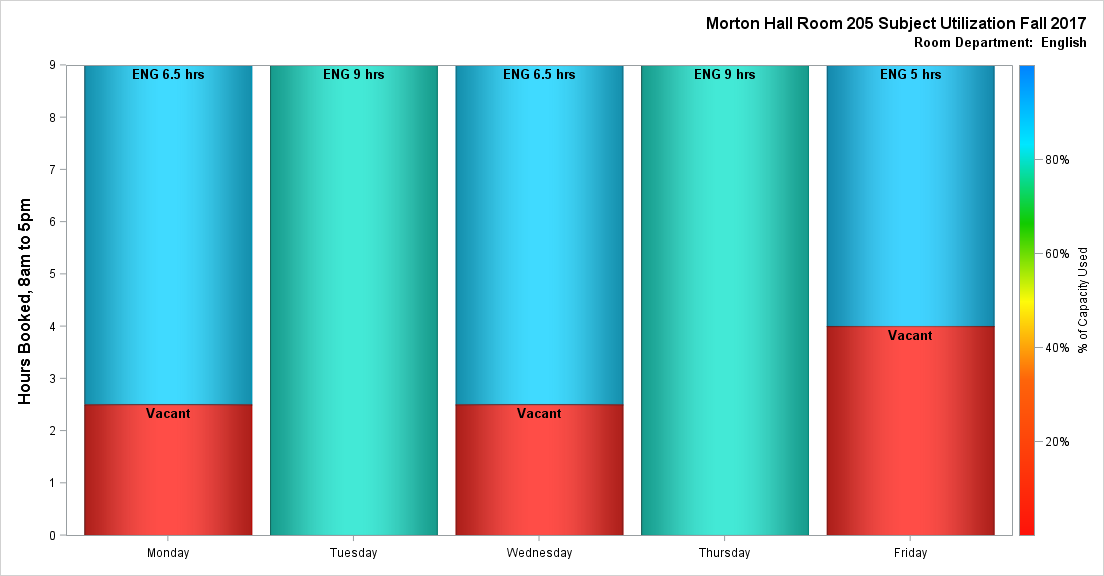 Morton Hall Room 205 Subject Utilization Fall 2017
Room Department: English
Hours Booked, 8am to 5pm
9
8
7
6
5
4
3
2
1
0
ENG 6.5 hrs
Vacant
ENG 9 hrs
ENG 6.5 hrs
Vacant
ENG 9 hrs
ENG 5 hrs
Vacant
Monday
Tuesday
Wednesday
Thursday
Friday
80%
60%
40%
20%
% of Capacity Used